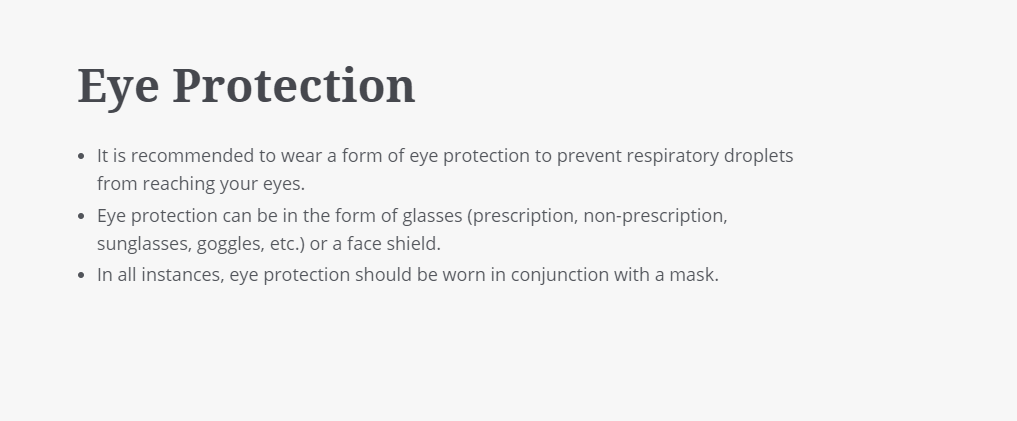 Eye Protection
• It is recommended to wear a form of eye protection to prevent respiratory droplets
from reaching your eyes.
• Eye protection can be in the form of glasses (prescription, non-prescription,
sunglasses, goggles, etc.) or a face shield.
• In all instances, eye protection should be worn in conjunction with a mask.